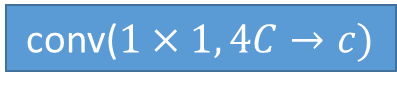 conv(1 × 1, 4C → c)